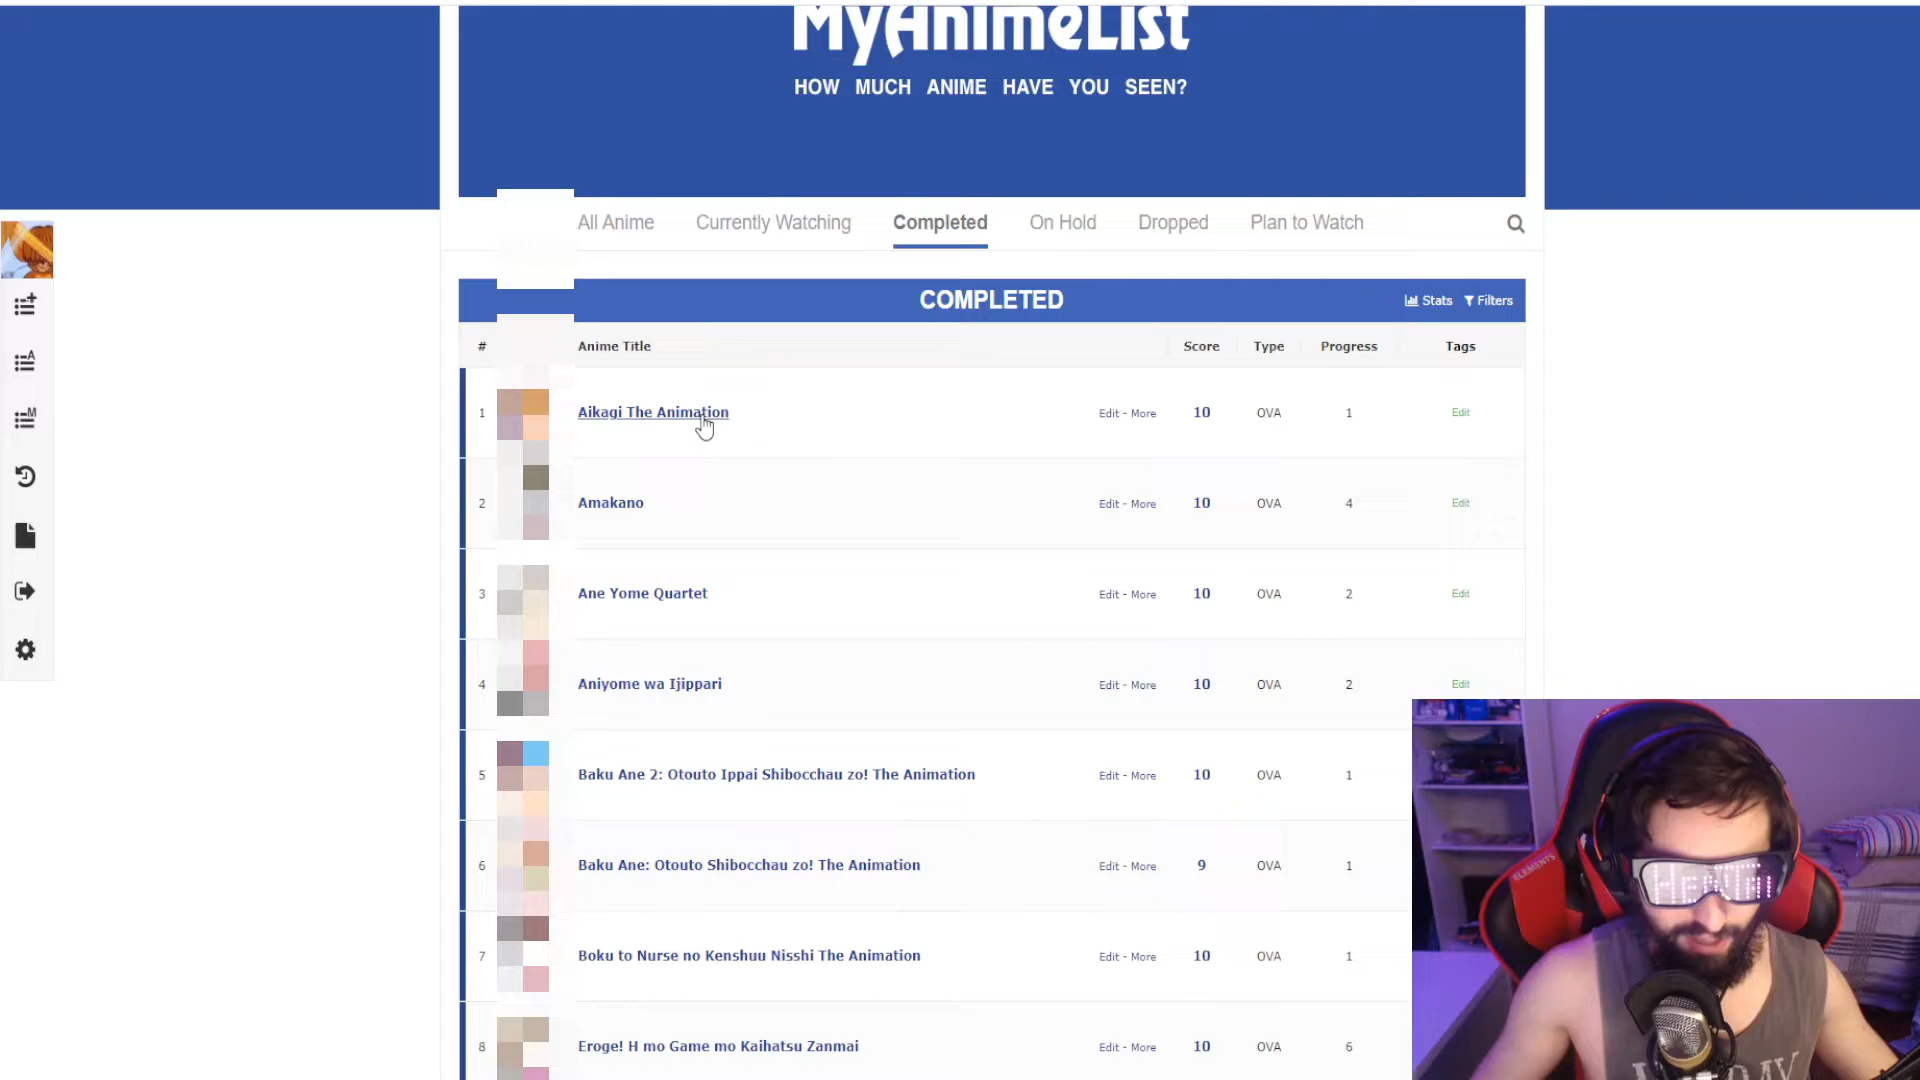 MyAnimeList
HOW MUCH ANIME HAVE YOU SEEN?
All Anime Currently Watching Completed On Hold Dropped Plan to Watch
COMPLETED Stats Filters
# Anime Title Score Type Progress Tags
1 Aikagi The Animation Edit - More 10 OVA 1 Edit
2 Amakano Edit - More 10 OVA 4 Edit
3 Ane Yome Quartet Edit - More 10 OVA 2 Edit
4 Aniyome wa Ijippari Edit - More 10 OVA 2 Edit
5 Baku Ane 2: Otouto Ippai Shibocchau zo! The Animation Edit - More 10 OVA 1
6 Baku Ane: Otouto Shibocchau zo! The Animation Edit - More 9 OVA 1
7 Boku to Nurse no Kenshuu Nisshi The Animation Edit - More 10 OVA 1
8 Eroge! H mo Game mo Kaihatsu Zanmai Edit - More 10 OVA 6
ELEMENTS
HENTAI